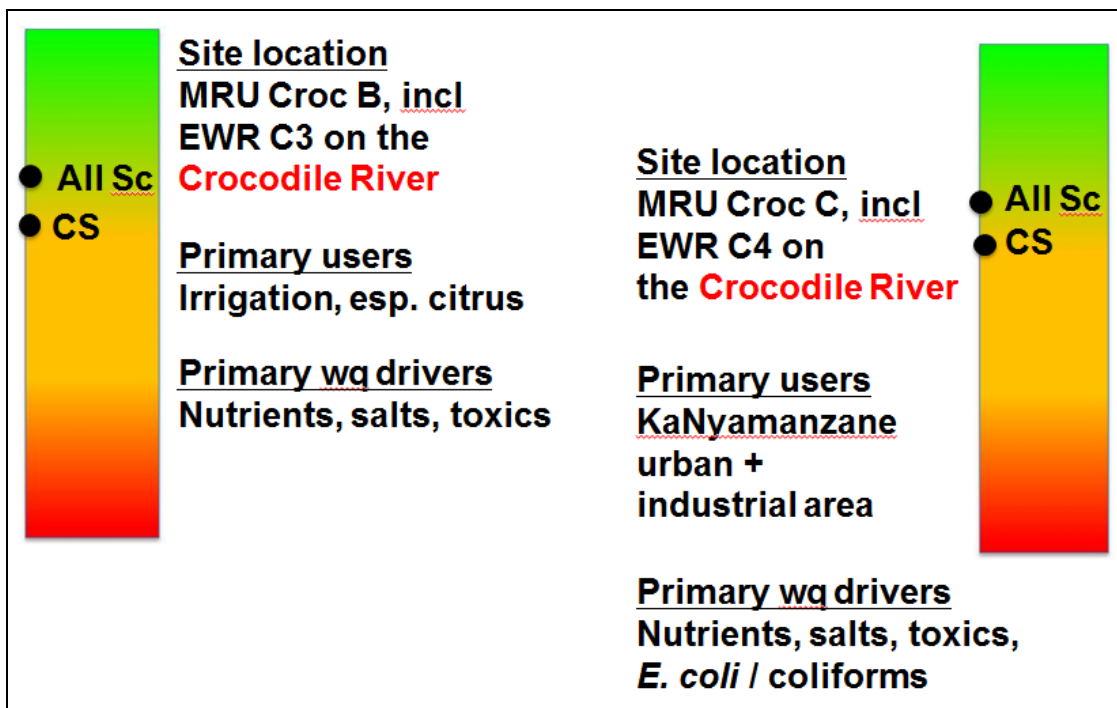 Site location
MRU Croc B, incl
EWR C3 on the
Crocodile River
All Sc
CS
Primary users
Irrigation, esp. citrus
Primary wq drivers
Nutrients, salts, toxics
Site location
MRU Croc C, incl
EWR C4 on
the Crocodile River
All Sc
CS
Primary users
KaNyamanzane
urban +
industrial area
Primary wq drivers
Nutrients, salts, toxics,
E. coli / coliforms